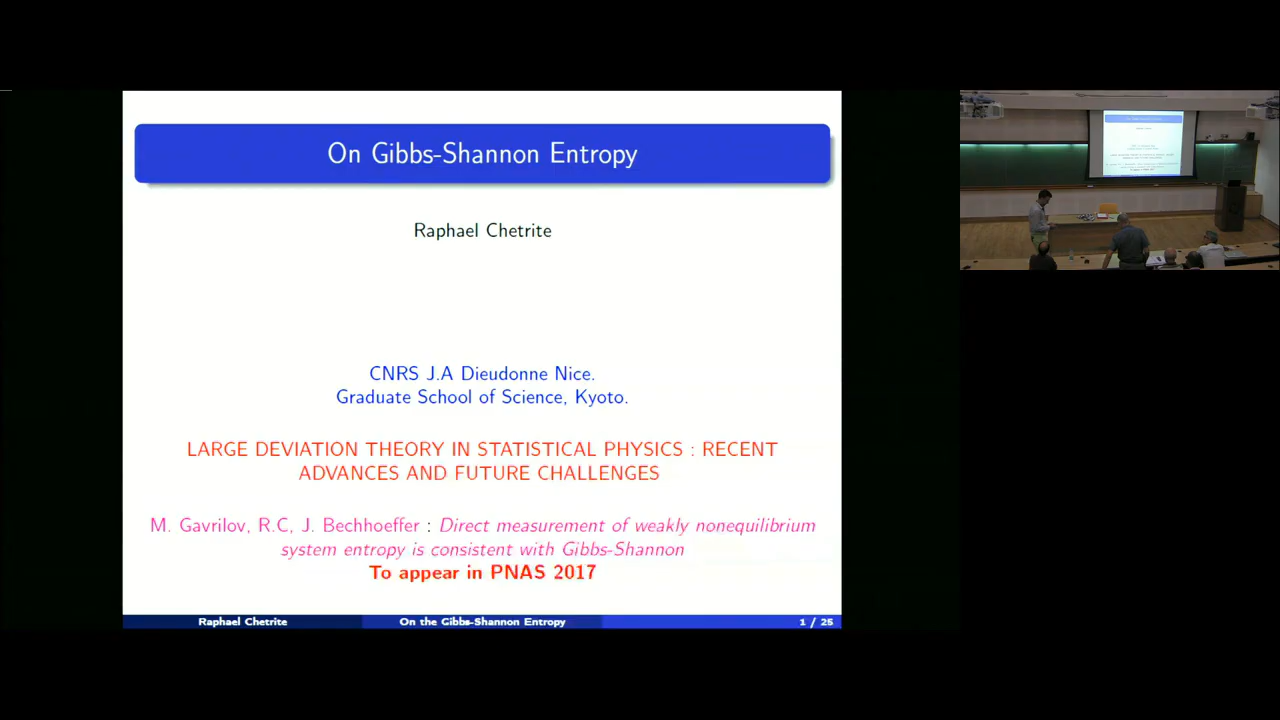 On Gibbs-Shannon Entropy
Raphael Chetrite
CNRS J.A Dieudonne Nice.
Graduate School of Science, Kyoto.
LARGE DEVIATION THEORY IN STATISTICAL PHYSICS : RECENT
ADVANCES AND FUTURE CHALLENGES
M. Gavrilov, R.C, J. Bechhoeffer : Direct measurement of weakly nonequilibrium
system entropy is consistent with Gibbs-Shannon
To appear in PNAS 2017
Raphael Chetrite On the Gibbs-Shannon Entropy 1 / 25